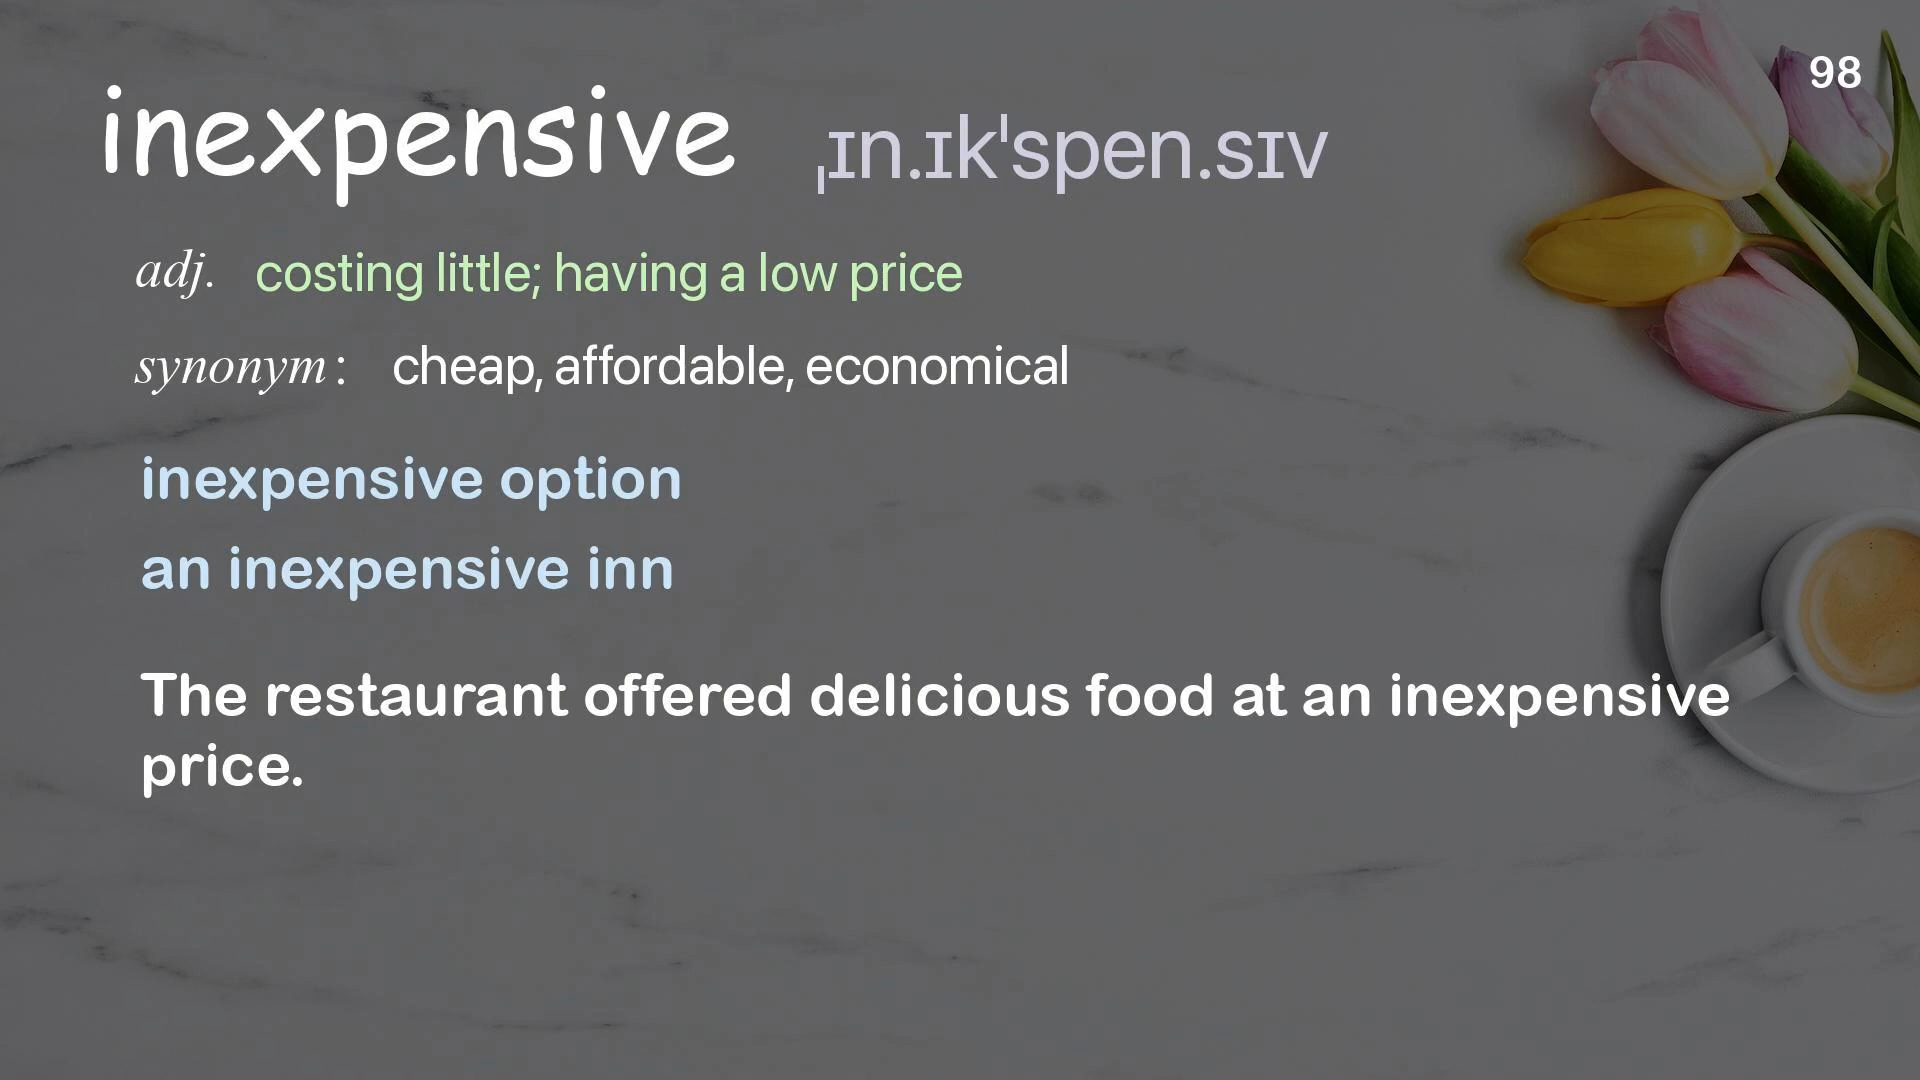 98
inexpensive ˌɪn.ɪkˈspen.sɪv
adj. costing little; having a low price
synonym: cheap, affordable, economical
inexpensive option
an inexpensive inn
The restaurant offered delicious food at an inexpensive
price.